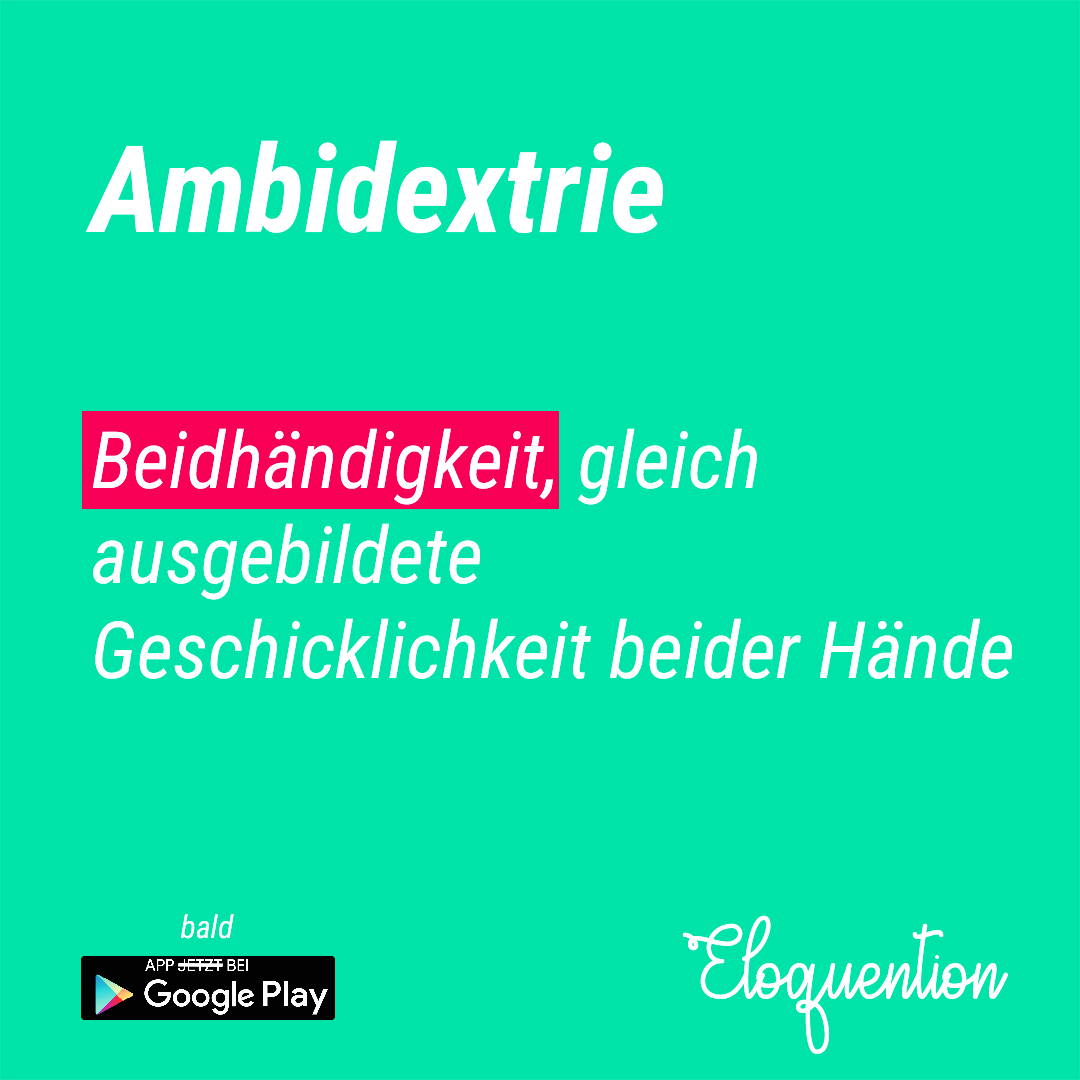 Ambidextrie
Beidhändigkeit, gleich
ausgebildete
Geschicklichkeit beider Hände
bald
APP JETZT BEI
Google Play
Eloquention